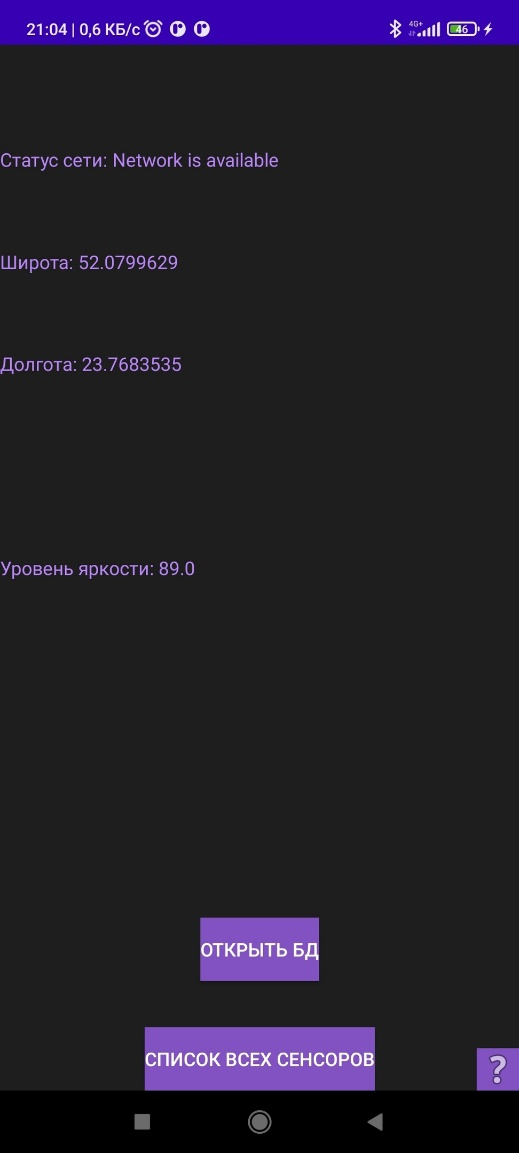 21:04 | 0,6 КБ/с
4G+
46
Статус сети: Network is available
Широта: 52.0799629
Долгота: 23.7683535
Уровень яркости: 89.0
ОТКРЫТЬ БД
СПИСОК ВСЕХ СЕНСОРОВ
?